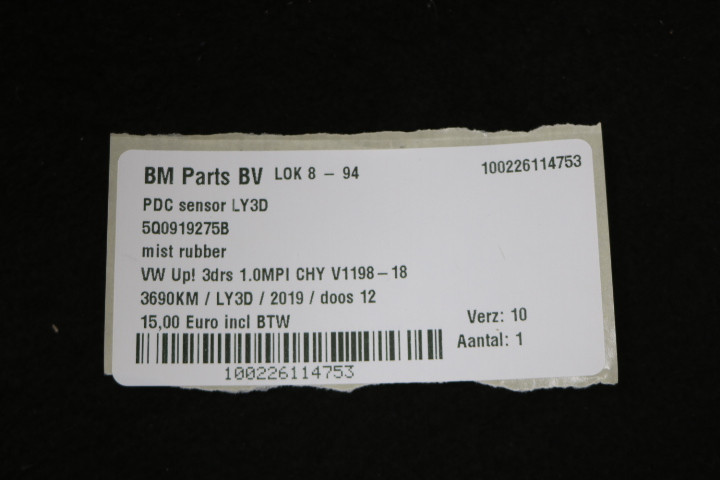 BM Parts BV LOK 8 - 94 100226114753
PDC sensor LY3D
5Q0919275B
mist rubber
VW Up! 3drs 1.0MPI CHY V1198-18
3690KM / LY3D / 2019 / doos 12
15,00 Euro incl BTW Verz: 10
Aantal: 1
100226114753